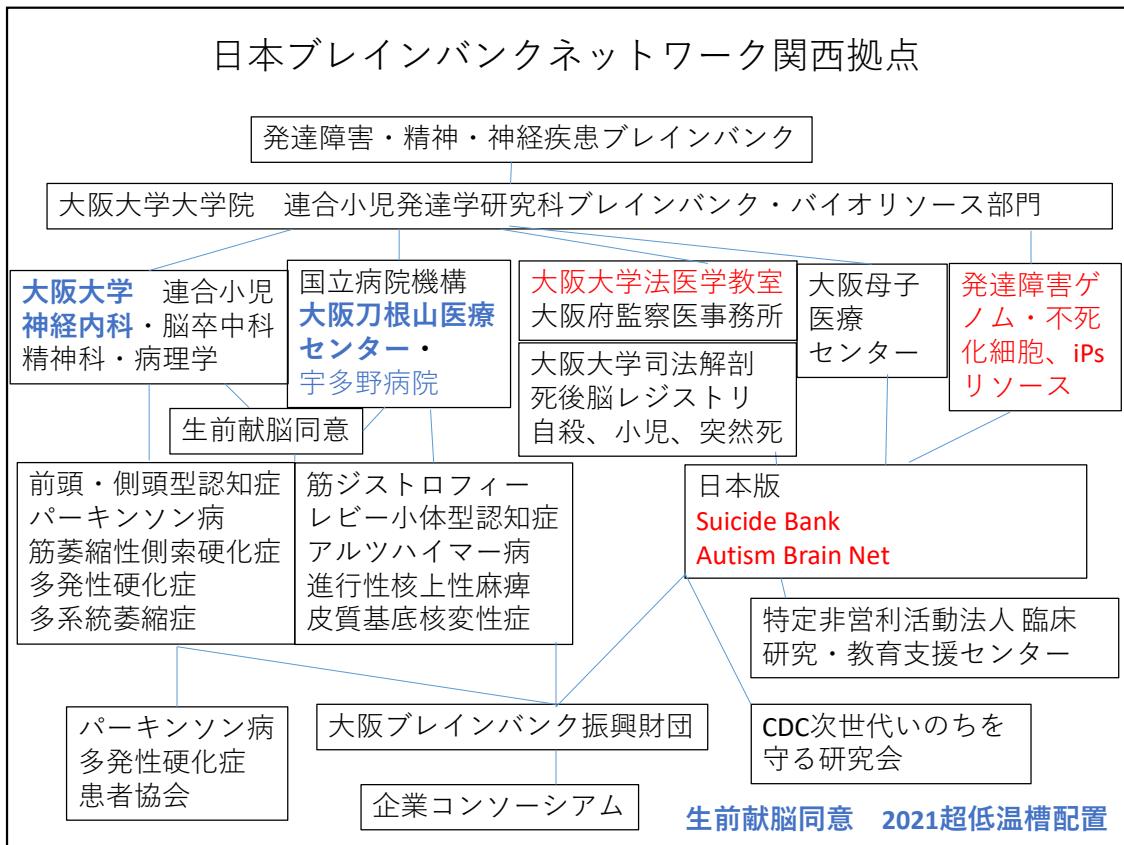 日本ブレインバンクネットワーク関西拠点
発達障害・精神・神経疾患ブレインバンク
大阪大学大学院　連合小児発達学研究科ブレインバンク・バイオリソース部門
大阪大学　連合小児
神経内科・脳卒中科
精神科・病理学
国立病院機構
大阪刀根山医療
センター・
宇多野病院
大阪大学法医学教室
大阪府監察医事務所
大阪大学司法解剖
死後脳レジストリ
自殺、小児、突然死
大阪母子
医療
センター
発達障害ゲ
ノム・不死
化細胞、iPs
リソース
生前献脳同意
前頭・側頭型認知症
パーキンソン病
筋萎縮性側索硬化症
多発性硬化症
多系統萎縮症
筋ジストロフィー
レビー小体型認知症
アルツハイマー病
進行性核上性麻痺
皮質基底核変性症
日本版
Suicide Bank
Autism Brain Net
特定非営利活動法人 臨床
研究・教育支援センター
パーキンソン病
多発性硬化症
患者協会
大阪ブレインバンク振興財団
CDC次世代いのちを
守る研究会
企業コンソーシアム
生前献脳同意　2021超低温槽配置